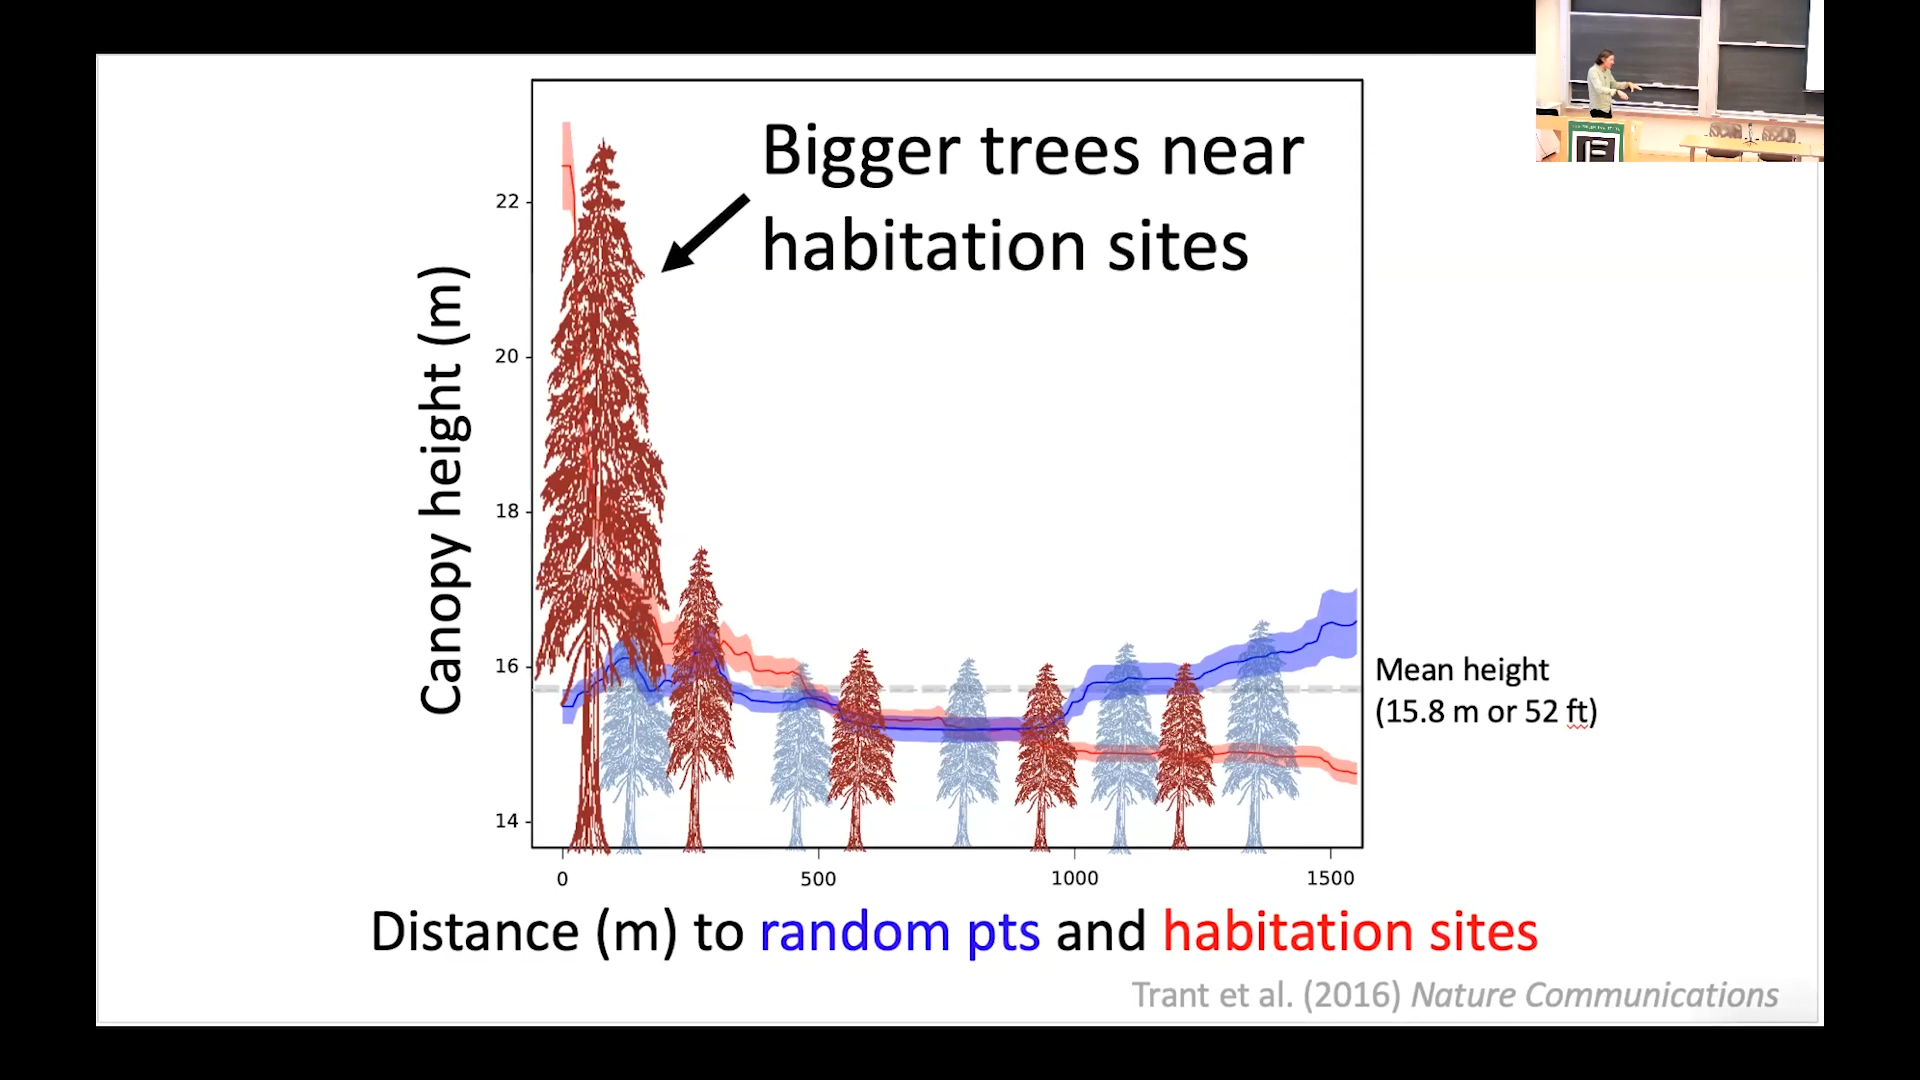 Bigger trees near
habitation sites
Canopy height (m)
22
20
18
16
14
Mean height
(15.8 m or 52 ft)
0 500 1000 1500
Distance (m) to random pts and habitation sites
Trant et al. (2016) Nature Communications